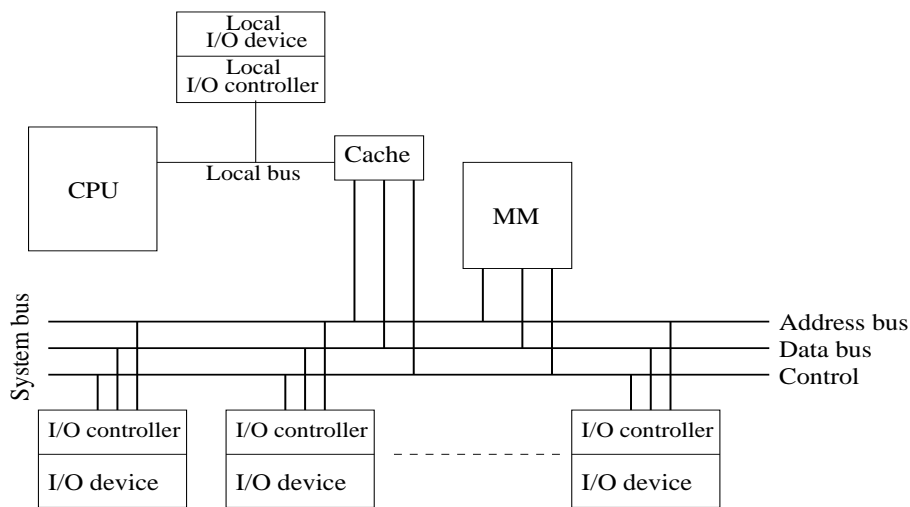 Local
I/O device
Local
I/O controller
CPU
Local bus
Cache
MM
System bus
Address bus
Data bus
Control
I/O controller
I/O device
I/O controller
I/O device
I/O controller
I/O device